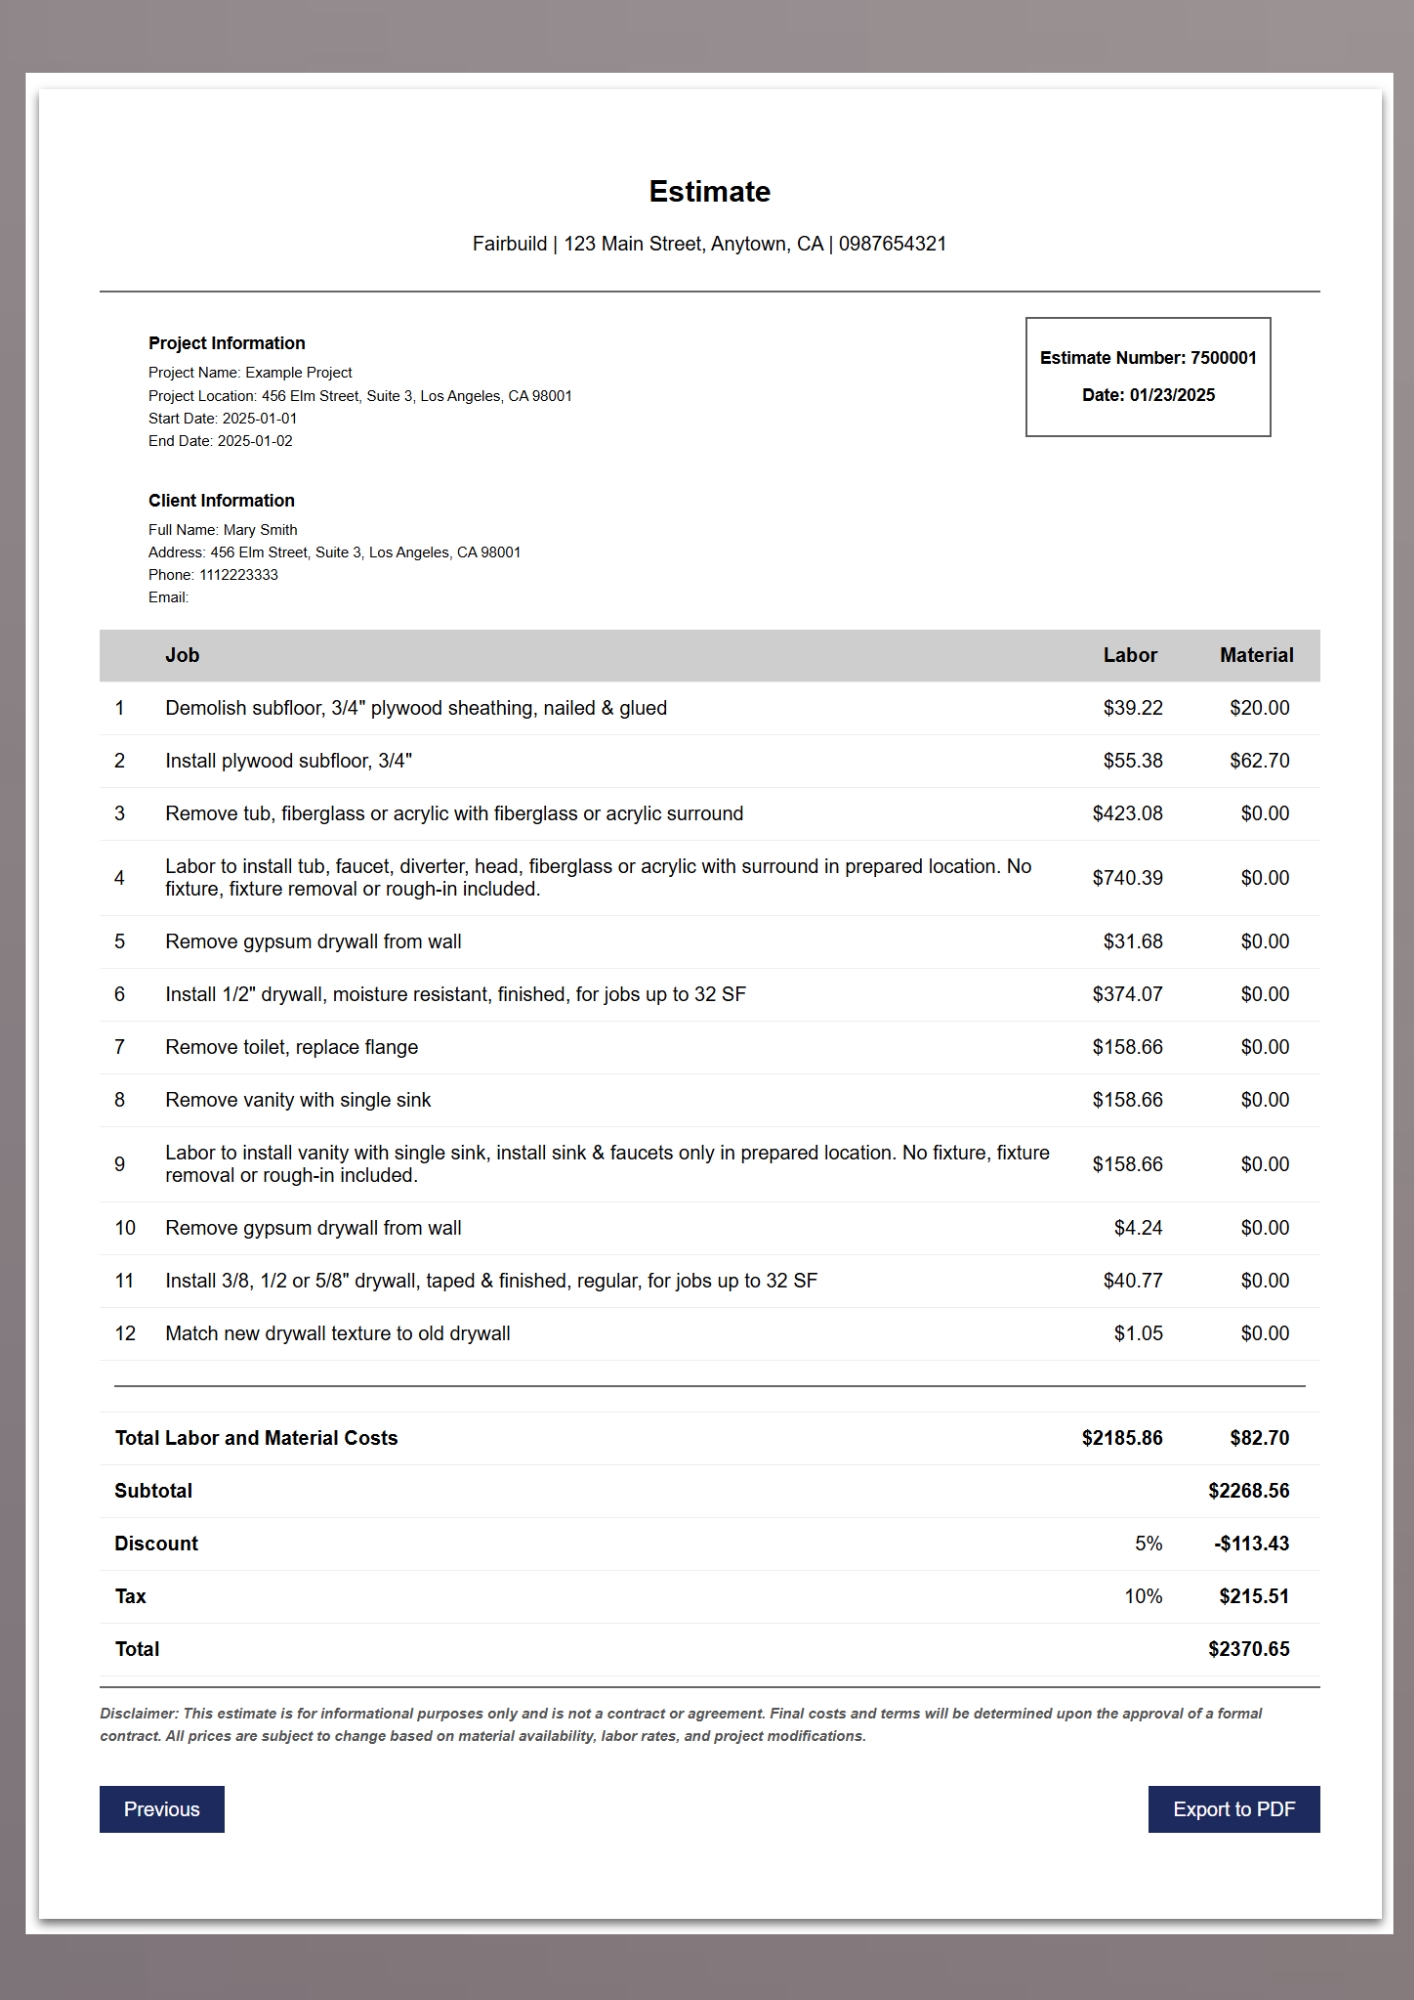 Estimate
Fairbuild | 123 Main Street, Anytown, CA | 0987654321
Project Information
Project Name: Example Project
Project Location: 456 Elm Street, Suite 3, Los Angeles, CA 98001
Start Date: 2025-01-01
End Date: 2025-01-02
Estimate Number: 7500001
Date: 01/23/2025
Client Information
Full Name: Mary Smith
Address: 456 Elm Street, Suite 3, Los Angeles, CA 98001
Phone: 1112223333
Email:
Job Labor Material
1 Demolish subfloor, 3/4" plywood sheathing, nailed & glued $39.22 $20.00
2 Install plywood subfloor, 3/4" $55.38 $62.70
3 Remove tub, fiberglass or acrylic with fiberglass or acrylic surround $423.08 $0.00
4 Labor to install tub, faucet, diverter, head, fiberglass or acrylic with surround in prepared location. No
fixture, fixture removal or rough-in included. $740.39 $0.00
5 Remove gypsum drywall from wall $31.68 $0.00
6 Install 1/2" drywall, moisture resistant, finished, for jobs up to 32 SF $374.07 $0.00
7 Remove toilet, replace flange $158.66 $0.00
8 Remove vanity with single sink $158.66 $0.00
9 Labor to install vanity with single sink, install sink & faucets only in prepared location. No fixture, fixture
removal or rough-in included. $158.66 $0.00
10 Remove gypsum drywall from wall $4.24 $0.00
11 Install 3/8, 1/2 or 5/8" drywall, taped & finished, regular, for jobs up to 32 SF $40.77 $0.00
12 Match new drywall texture to old drywall $1.05 $0.00
Total Labor and Material Costs $2185.86 $82.70
Subtotal $2268.56
Discount 5% -$113.43
Tax 10% $215.51
Total $2370.65
Disclaimer: This estimate is for informational purposes only and is not a contract or agreement. Final costs and terms will be determined upon the approval of a formal
contract. All prices are subject to change based on material availability, labor rates, and project modifications.
Previous
Export to PDF